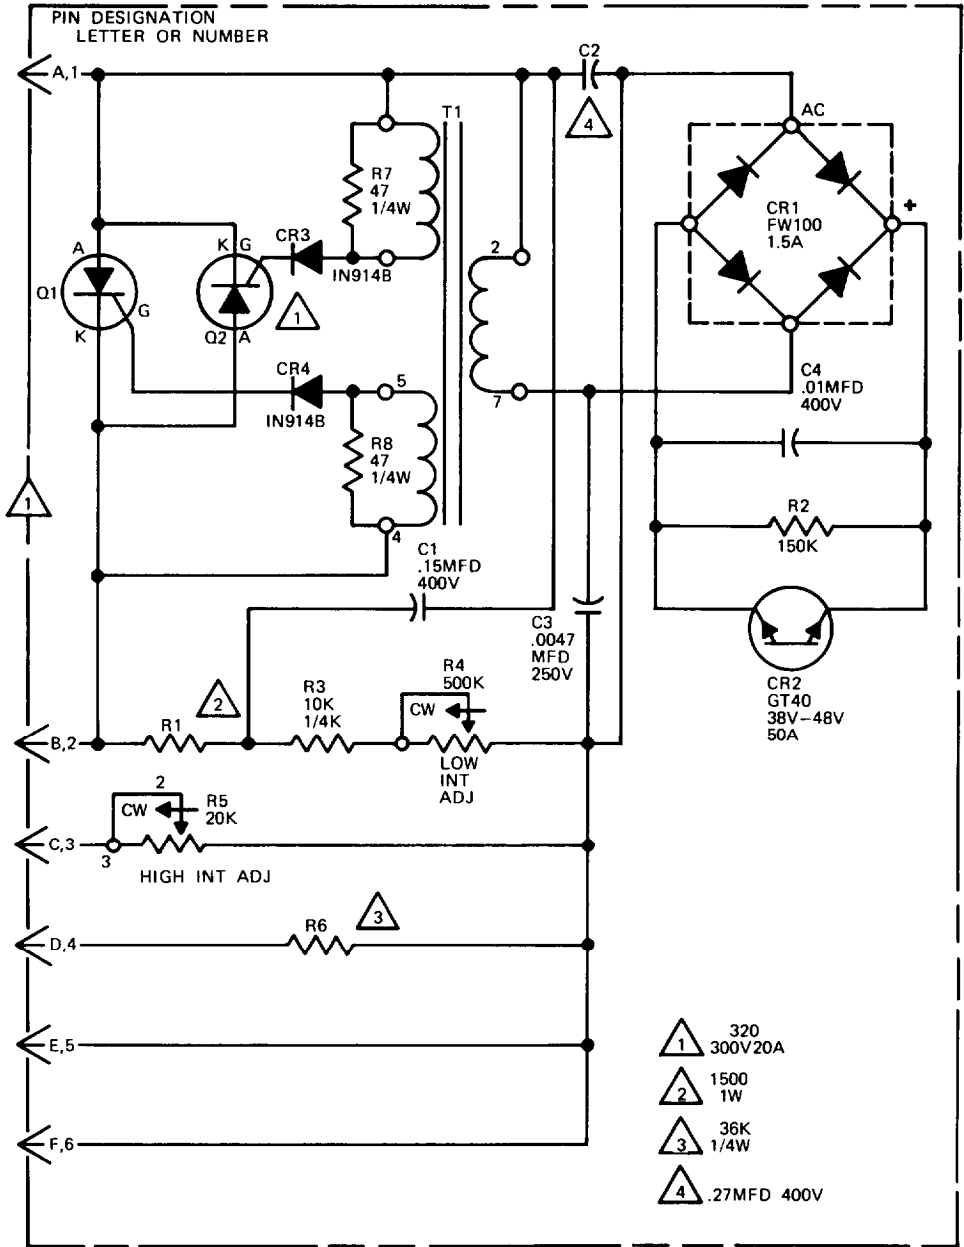 PIN DESIGNATION
LETTER OR NUMBER
A,1
C2
4
T1
AC
R7
47
1/4W
CR1
FW100
1.5A
+
A
K G
CR3
IN914B
2
Q1
G
K
Q2 A
1
CR4
IN914B
5
7
C4
.01MFD
400V
R8
47
1/4W
1
4
R2
150K
C1
.15MFD
400V
C3
.0047
MFD
250V
2
R3
10K
1/4K
R4
500K
CW
CR2
GT40
38V-48V
50A
B,2
R1
LOW
INT
ADJ
2
CW
R5
20K
C,3
3
HIGH INT ADJ
R6
3
D,4
E,5
F,6
1 320
300V20A
2 1500
1W
3 36K
1/4W
4 .27MFD 400V